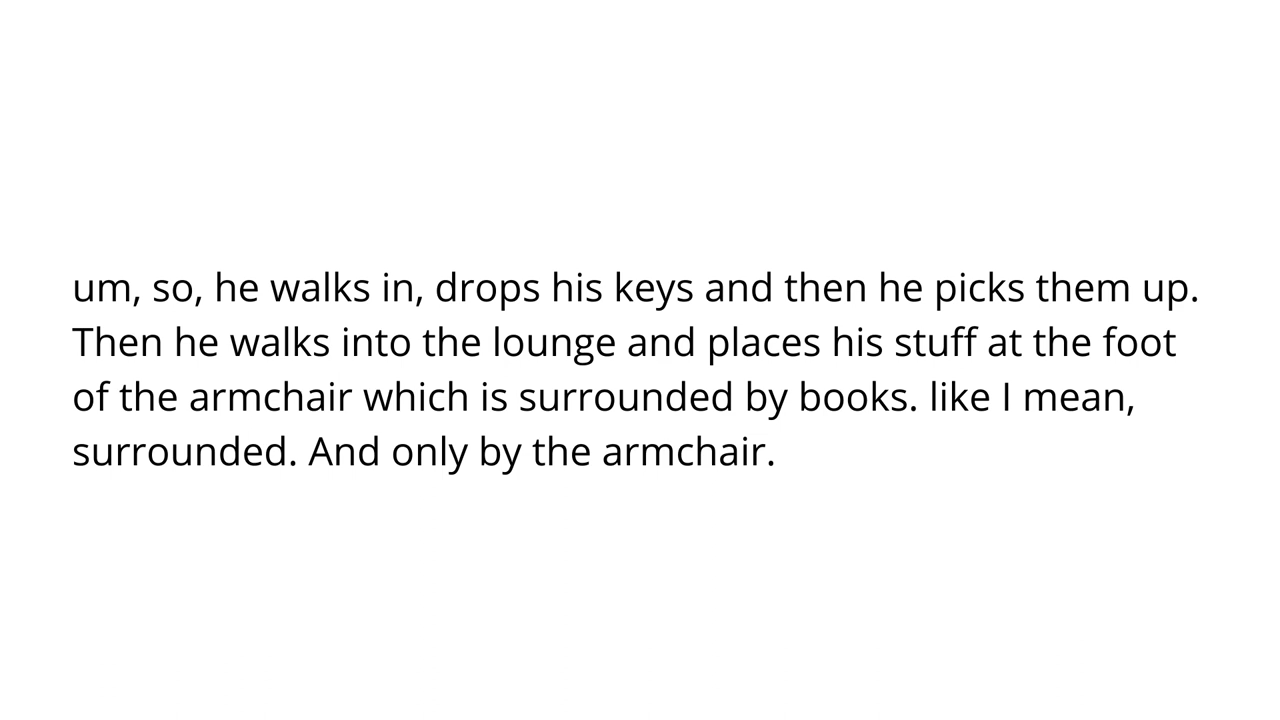 um, so, he walks in, drops his keys and then he picks them up.
Then he walks into the lounge and places his stuff at the foot
of the armchair which is surrounded by books. like I mean,
surrounded. And only by the armchair.